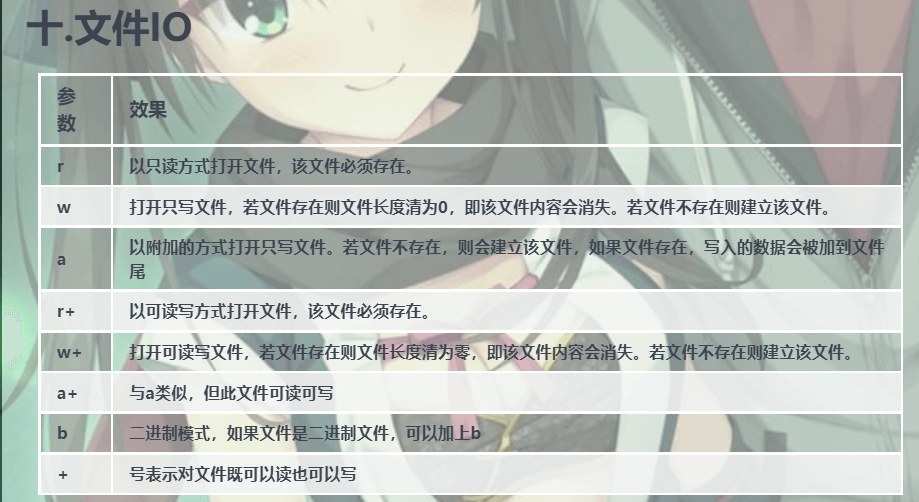 十.文件IO
参
数
效果
r
以只读方式打开文件，该文件必须存在。
w
打开只写文件，若文件存在则文件长度清为0，即该文件内容会消失。若文件不存在则建立该文件。
a
以附加的方式打开只写文件。若文件不存在，则会建立该文件，如果文件存在，写入的数据会被加到文件
尾
r+
以可读写方式打开文件，该文件必须存在。
w+
打开可读写文件，若文件存在则文件长度清为零，即该文件内容会消失。若文件不存在则建立该文件。
a+
与a类似，但此文件可读可写
b
二进制模式，如果文件是二进制文件，可以加上b
+
号表示对文件既可以读也可以写